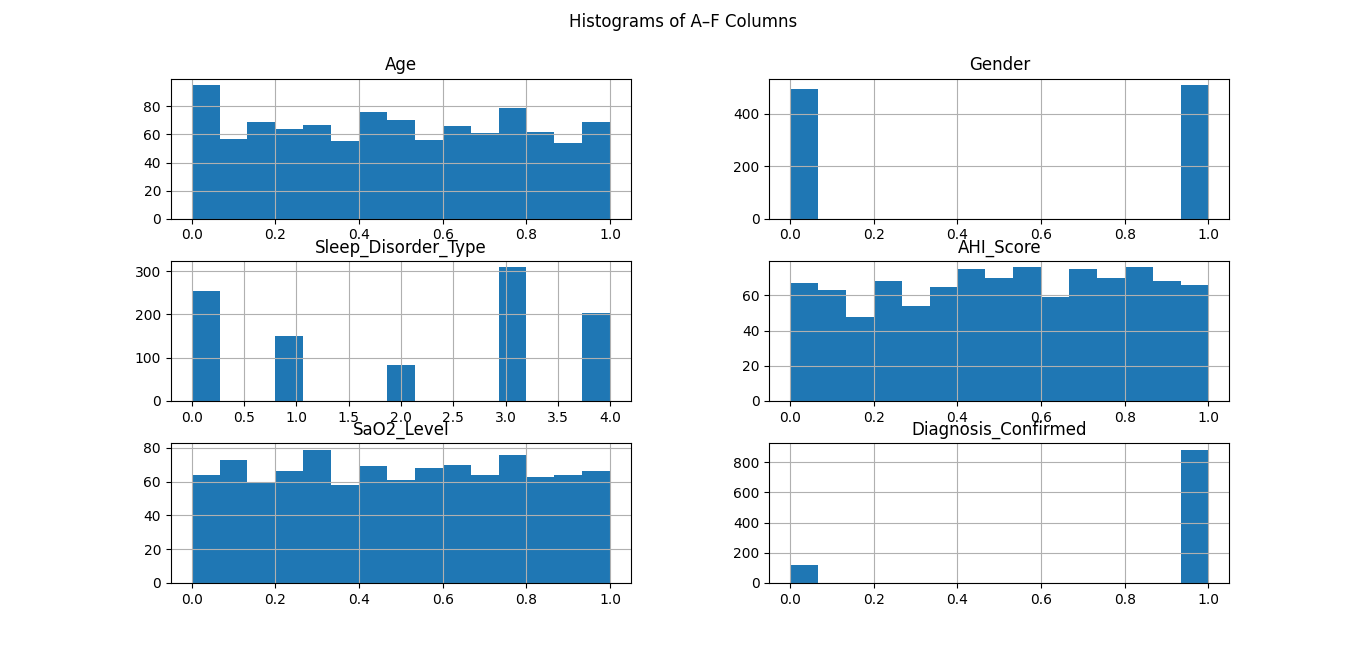 Histograms of A–F Columns
Age
80
60
40
20
0
0.0 0.2 0.4 0.6 0.8 1.0
Gender
400
200
0
0.0 0.2 0.4 0.6 0.8 1.0
Sleep_Disorder_Type
300
200
100
0
0.0 0.5 1.0 1.5 2.0 2.5 3.0 3.5 4.0
AHI_Score
60
40
20
0
0.0 0.2 0.4 0.6 0.8 1.0
SaO2_Level
80
60
40
20
0
0.0 0.2 0.4 0.6 0.8 1.0
Diagnosis_Confirmed
800
600
400
200
0
0.0 0.2 0.4 0.6 0.8 1.0